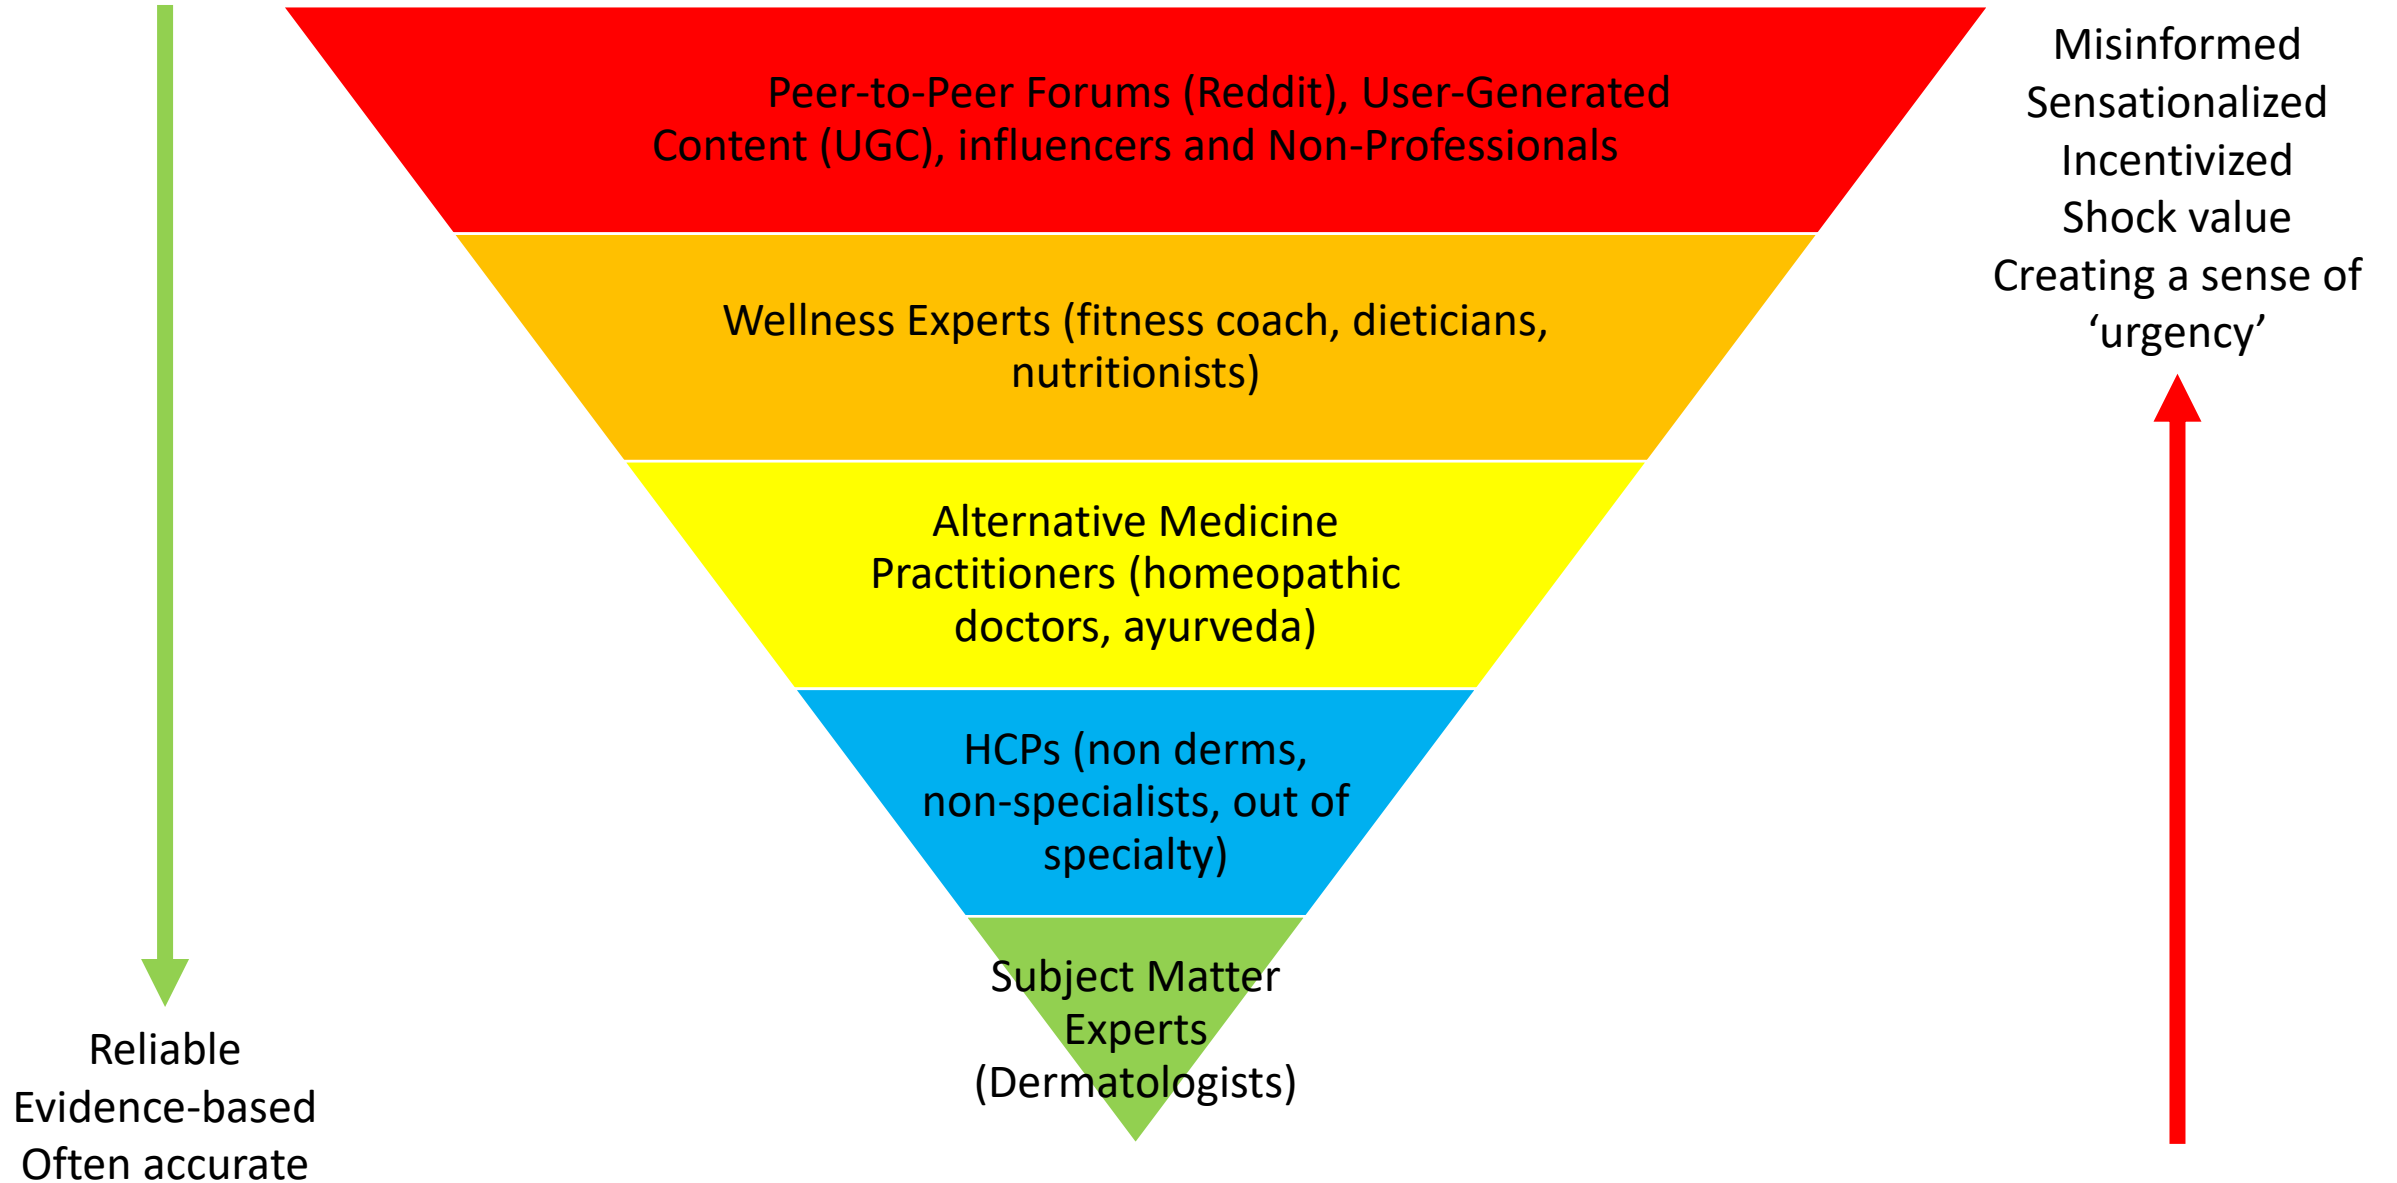 Peer-to-Peer Forums (Reddit), User-Generated
Content (UGC), influencers and Non-Professionals
Wellness Experts (fitness coach, dieticians,
nutritionists)
Alternative Medicine
Practitioners (homeopathic
doctors, ayurveda)
HCPs (non derms,
non-specialists, out of
specialty)
Subject Matter
Experts
(Dermatologists)
Reliable
Evidence-based
Often accurate
Misinformed
Sensationalized
Incentivized
Shock value
Creating a sense of
‘urgency’